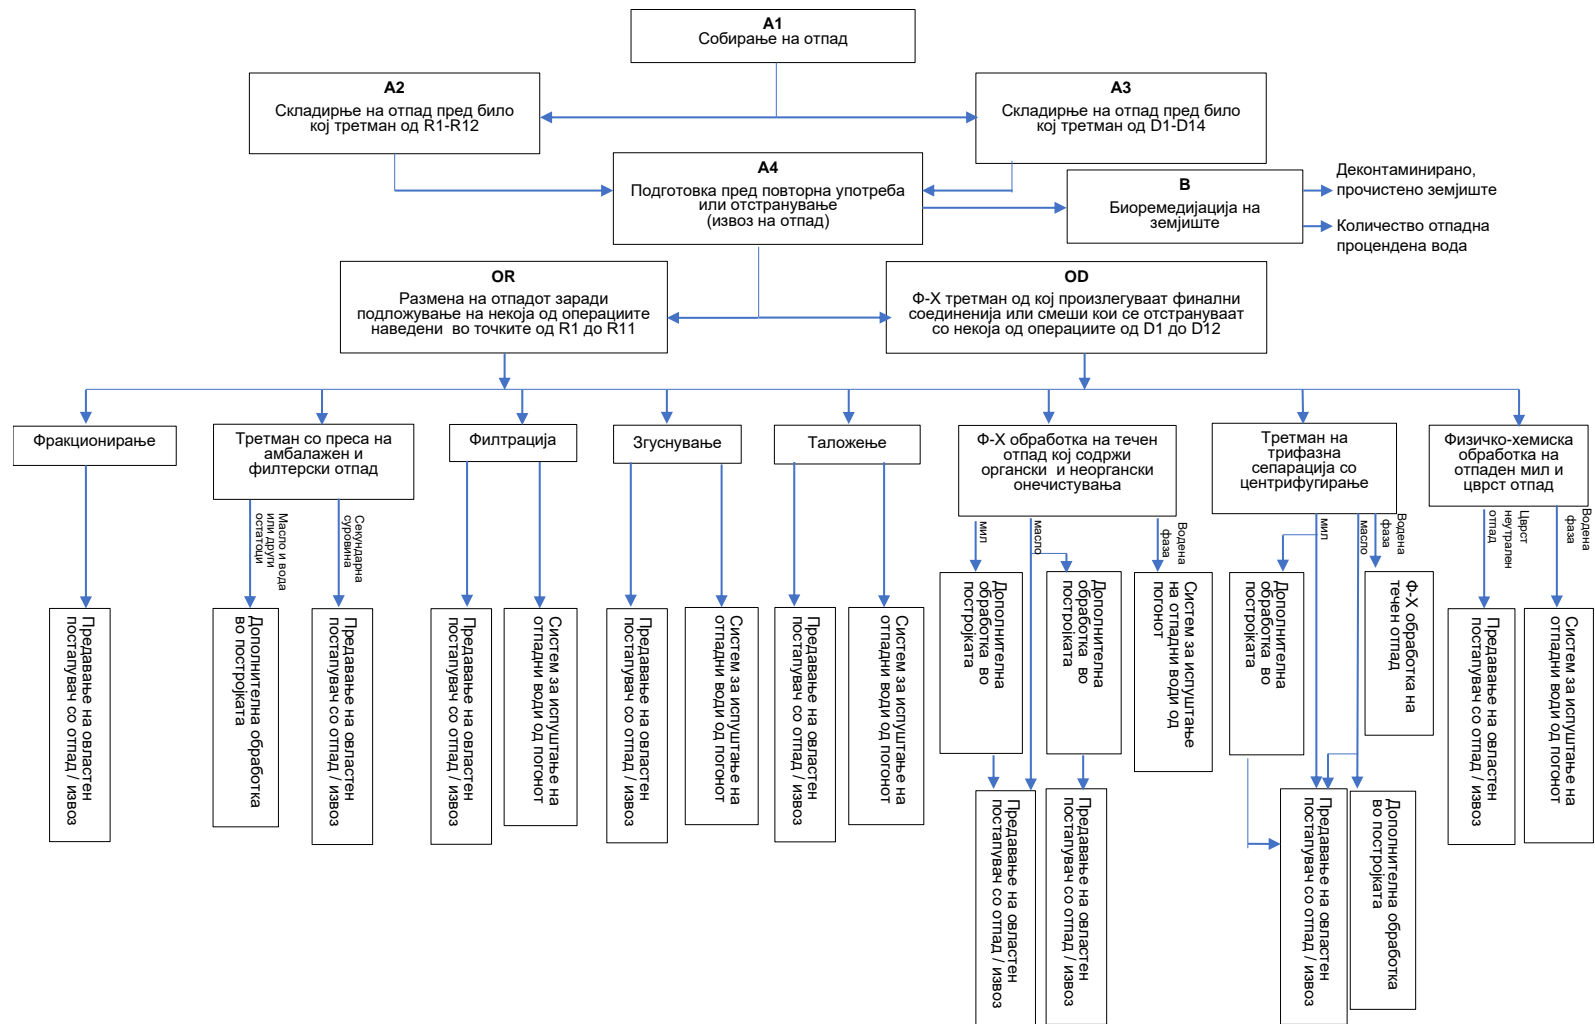 A1
Собирање на отпад
A2
Складирње на отпад пред било
кој третман од R1-R12
A3
Складирње на отпад пред било
кој третман од D1-D14
A4
Подготовка пред повторна употреба
или отстранување
(извоз на отпад)
B
Биоремедијација на
земјиште
Деконтаминирано,
прочистено земјиште
Количество отпадна
процендена вода
OR
Размена на отпадот заради
подложување на некоја од операциите
наведени во точките од R1 до R11
OD
Ф-Х третман од кој произлегуваат финални
соединенија или смеши кои се отстрануваат
со некоја од операциите од D1 до D12
Фракционирање
Третман со преса на
амбалажен и
филтерски отпад
Филтрација
Згуснување
Таложење
Ф-Х обработка на течен
отпад кој содржи
органски и неоргански
онечистувања
Третман на
трифазна
сепарација со
центрифугирање
Физичко-хемиска
обработка на
отпаден мил и
цврст отпад
Масло и вода
или други
остатоци
Секундарна
суровина
мил
масло
Водена
фаза
мил
масло
Водена
фаза
Цврст
неутрален
отпад
Водена
фаза
Предавање на овластен
постапувач со отпад / извоз
Дополнителна обработка
во постројката
Предавање на овластен
постапувач со отпад / извоз
Предавање на овластен
постапувач со отпад / извоз
Систем за испуштање на
отпадни води од погонот
Предавање на овластен
постапувач со отпад / извоз
Систем за испуштање на
отпадни води од погонот
Предавање на овластен
постапувач со отпад / извоз
Систем за испуштање на
отпадни води од погонот
Дополнителна
обработка во
постројката
Дополнителна
обработка во
постројката
Систем за испуштање
на отпадни води од
погонот
Дополнителна
обработка во
постројката
Ф-Х обработка на
течен отпад
Предавање на овластен
постапувач со отпад / извоз
Систем за испуштање на
отпадни води од погонот
Предавање на овластен
постапувач со отпад / извоз
Предавање на овластен
постапувач со отпад / извоз
Предавање на овластен
постапувач со отпад / извоз
Дополнителна обработка
во постројката